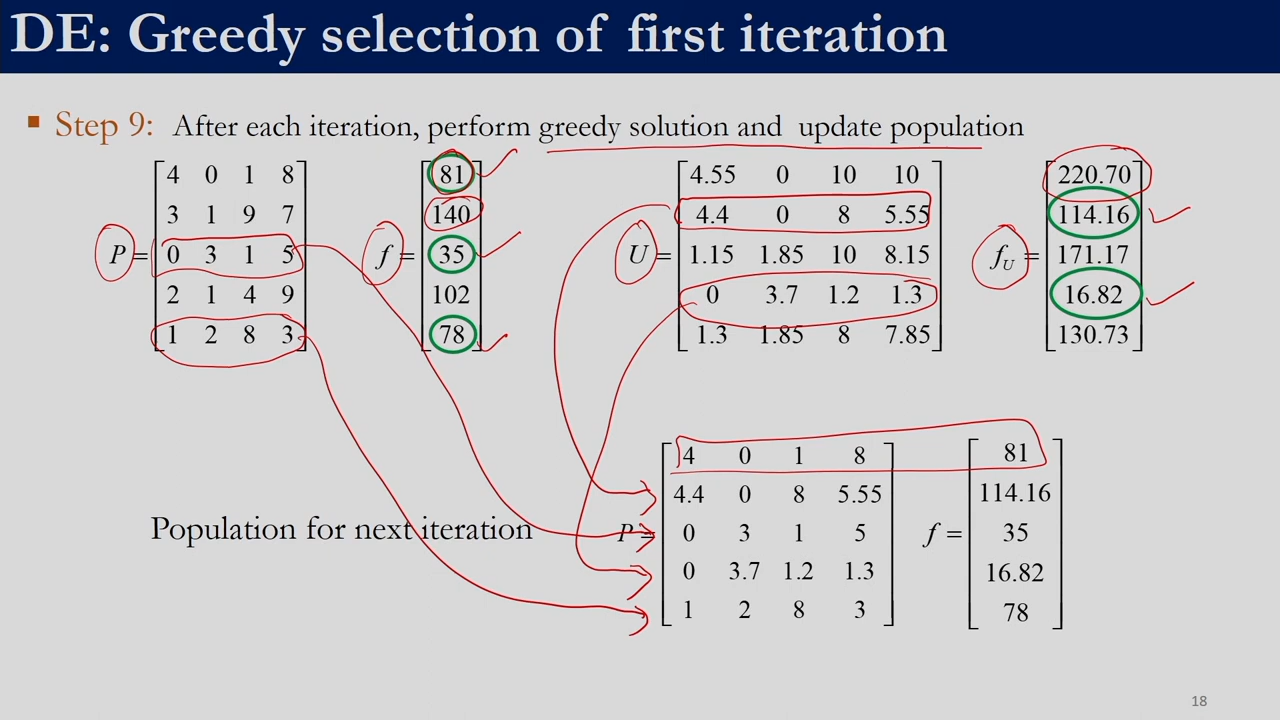 DE: Greedy selection of first iteration
▪ Step 9: After each iteration, perform greedy solution and update population
P = [4 0 1 8; 3 1 9 7; 0 3 1 5; 2 1 4 9; 1 2 8 3]
f = [81; 140; 35; 102; 78]
U = [4.55 0 10 10; 4.4 0 8 5.55; 1.15 1.85 10 8.15; 0 3.7 1.2 1.3; 1.3 1.85 8 7.85]
f_U = [220.70; 114.16; 171.17; 16.82; 130.73]
Population for next iteration
P = [4 0 1 8; 4.4 0 8 5.55; 0 3 1 5; 0 3.7 1.2 1.3; 1 2 8 3]
f = [81; 114.16; 35; 16.82; 78]
18